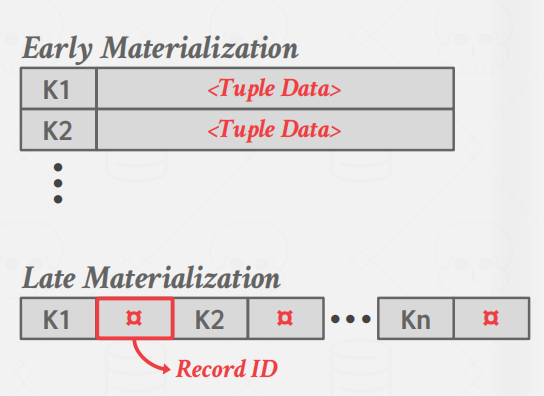 Early Materialization
K1 <Tuple Data>
K2 <Tuple Data>
Late Materialization
K1 ¤ K2 ¤ ••• Kn ¤
Record ID